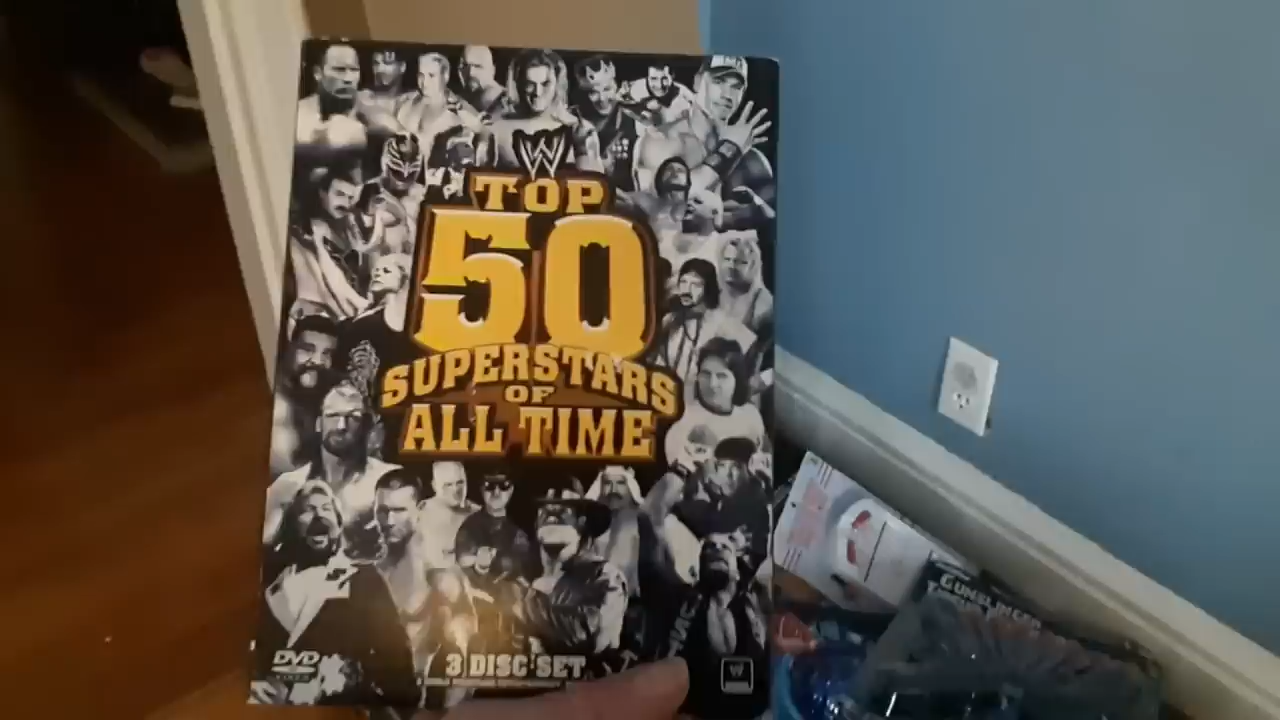 W
TOP
50
SUPERSTARS
OF
ALL TIME
DVD
VIDEO
3 DISC SET
W